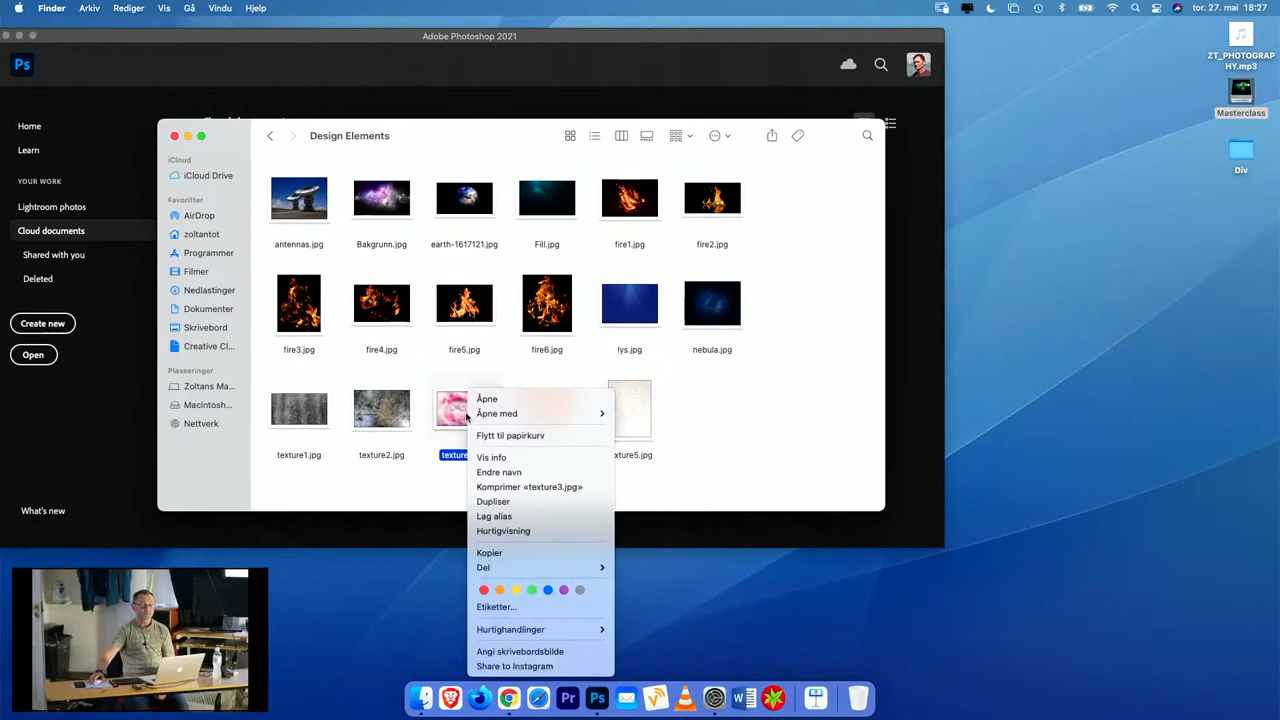 Finder Arkiv Rediger Vis Gå Vindu Hjelp tor. 27. mai 18:27
Adobe Photoshop 2021
Ps
Home
Learn
YOUR WORK
Lightroom photos
Cloud documents
Shared with you
Deleted
Create new
Open
What's new
Design Elements
iCloud
iCloud Drive
Favoritter
AirDrop
zoltantot
Programmer
Filmer
Nedlastinger
Dokumenter
Skrivebord
Creative Cl...
Plasseringer
Zoltans Ma...
Macintosh...
Nettverk
antennas.jpg Bakgrunn.jpg earth-1617121.jpg Fill.jpg fire1.jpg fire2.jpg
fire3.jpg fire4.jpg fire5.jpg fire6.jpg lys.jpg nebula.jpg
texture1.jpg texture2.jpg texture xture5.jpg
Åpne
Åpne med
Flytt til papirkurv
Vis info
Endre navn
Komprimer «texture3.jpg»
Dupliser
Lag alias
Hurtigvisning
Kopier
Del
Etiketter...
Hurtighandlinger
Angi skrivebordsbilde
Share to Instagram
ZT_PHOTOGRAP
HY.mp3
Masterclass
Div
Pr Ps